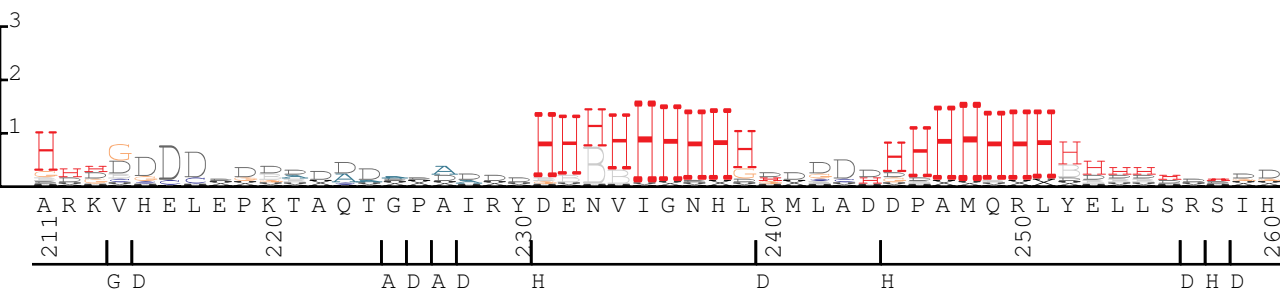 3
2
1
H H H G D D D H H H H H H H H H D D H H H H H H H H
A R K V H E L E P K T A Q T G P A I R Y D E N V I G N H L R M L A D D P A M Q R L Y E L L S R S I H
211 220 230 240 250 260
G D A D A D H D H D H D